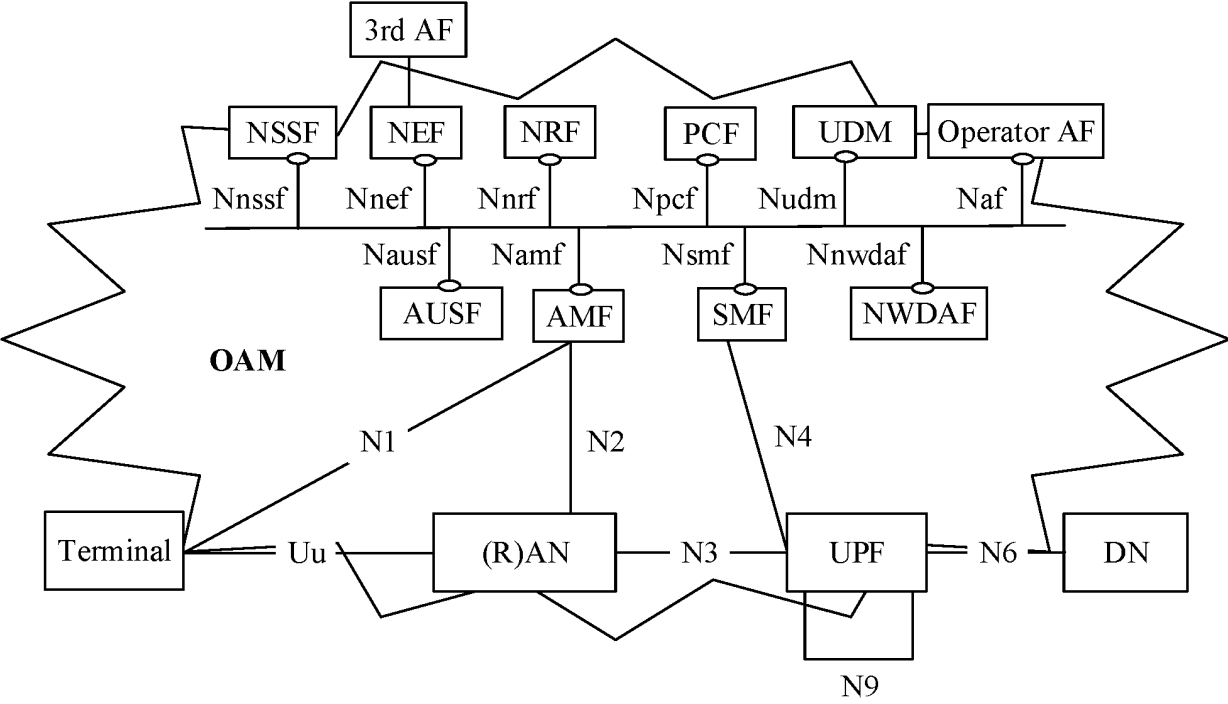 3rd AF
NSSF
NEF
NRF
PCF
UDM
Operator AF
Nnssf
Nnef
Nnrf
Npcf
Nudm
Naf
Nausf
Namf
Nsmf
Nnwdaf
AUSF
AMF
SMF
NWDAF
OAM
N1
N2
N4
Terminal
Uu
(R)AN
N3
UPF
N6
DN
N9